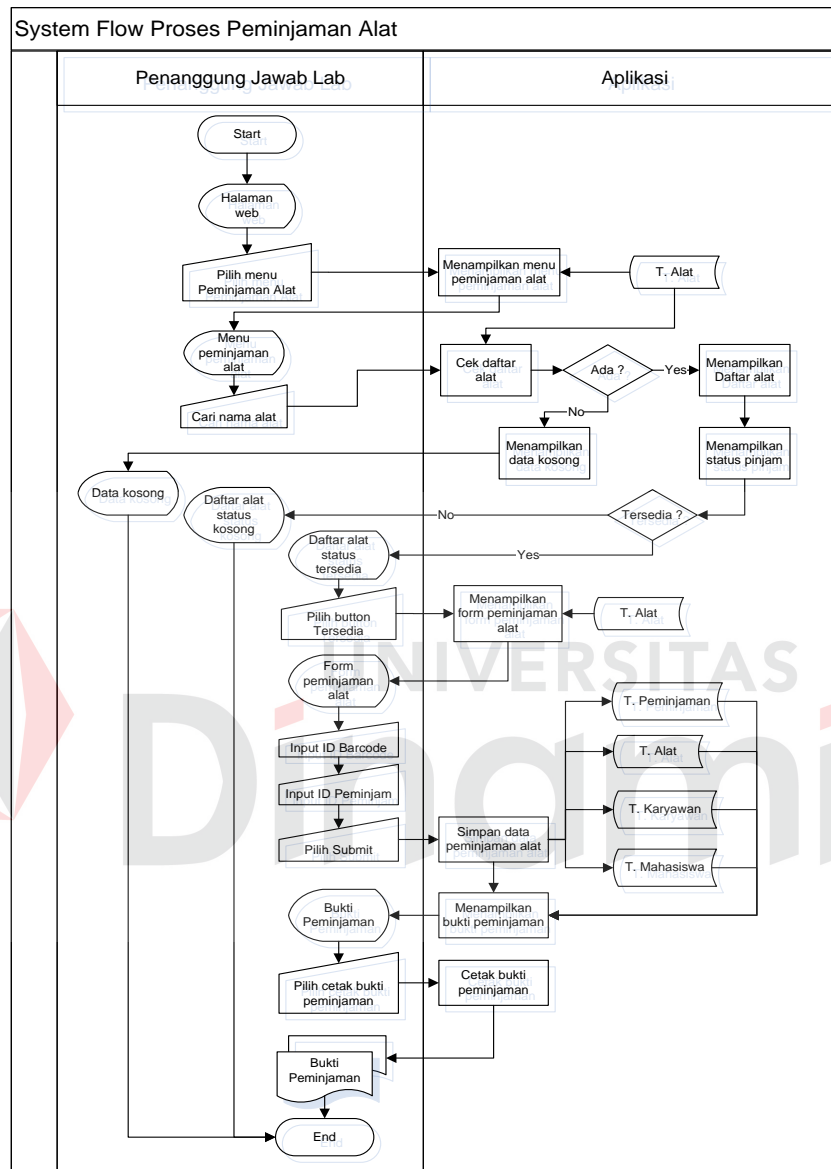 System Flow Proses Peminjaman Alat
Penanggung Jawab Lab
Aplikasi
Start
Halaman
web
Pilih menu
Peminjaman Alat
Menampilkan menu
peminjaman alat
T. Alat
Menu
peminjaman
alat
Cari nama alat
Cek daftar
alat
Ada ?
Yes
Menampilkan
Daftar alat
No
Menampilkan
data kosong
Menampilkan
status pinjam
Data kosong
Daftar alat
status
kosong
No
Tersedia ?
Daftar alat
status
tersedia
Yes
Pilih button
Tersedia
Menampilkan
form peminjaman
alat
T. Alat
Form
peminjaman
alat
UNIVERSITAS
Dinami
Input ID Barcode
Input ID Peminjam
Pilih Submit
Simpan data
peminjaman alat
T. Peminjaman
T. Alat
T. Karyawan
T. Mahasiswa
Bukti
Peminjaman
Menampilkan
bukti peminjaman
Pilih cetak bukti
peminjaman
Cetak bukti
peminjaman
Bukti
Peminjaman
End